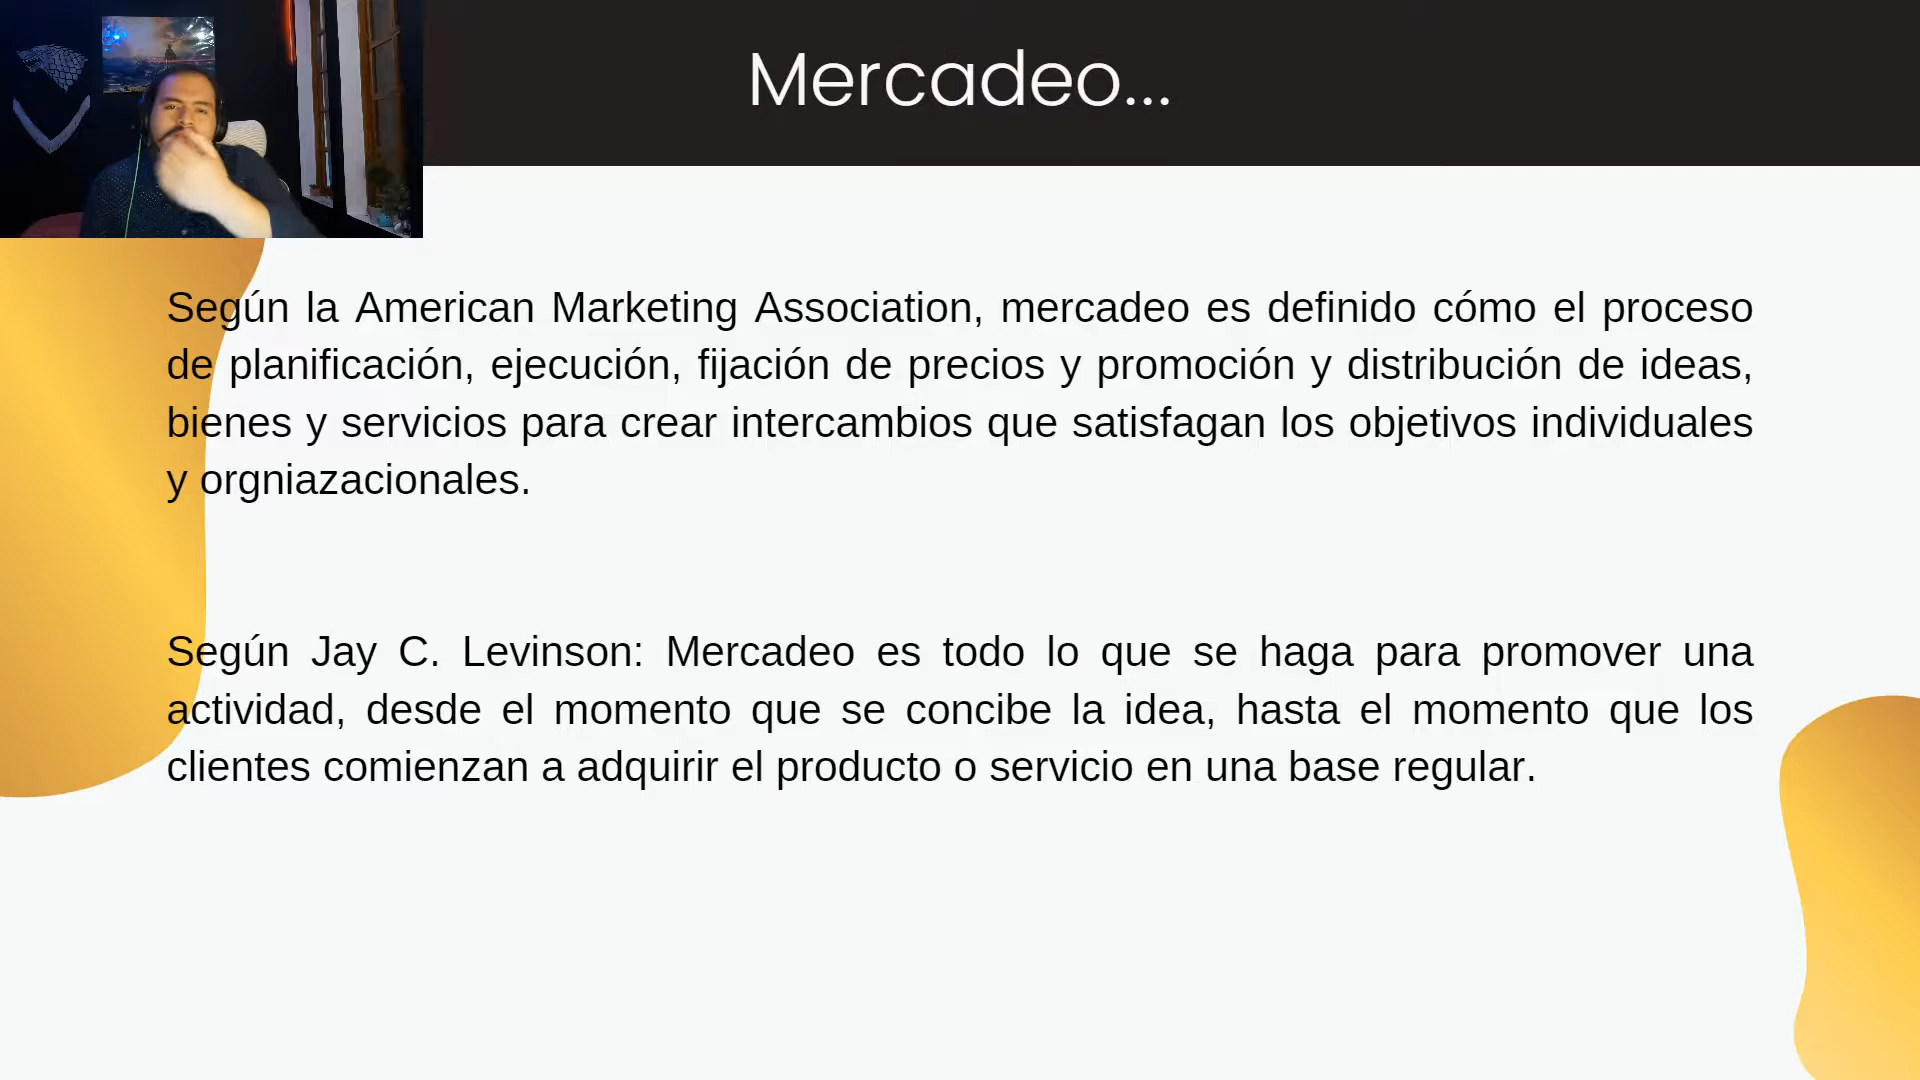 Mercadeo...
Según la American Marketing Association, mercadeo es definido cómo el proceso
de planificación, ejecución, fijación de precios y promoción y distribución de ideas,
bienes y servicios para crear intercambios que satisfagan los objetivos individuales
y orgniazacionales.
Según Jay C. Levinson: Mercadeo es todo lo que se haga para promover una
actividad, desde el momento que se concibe la idea, hasta el momento que los
clientes comienzan a adquirir el producto o servicio en una base regular.